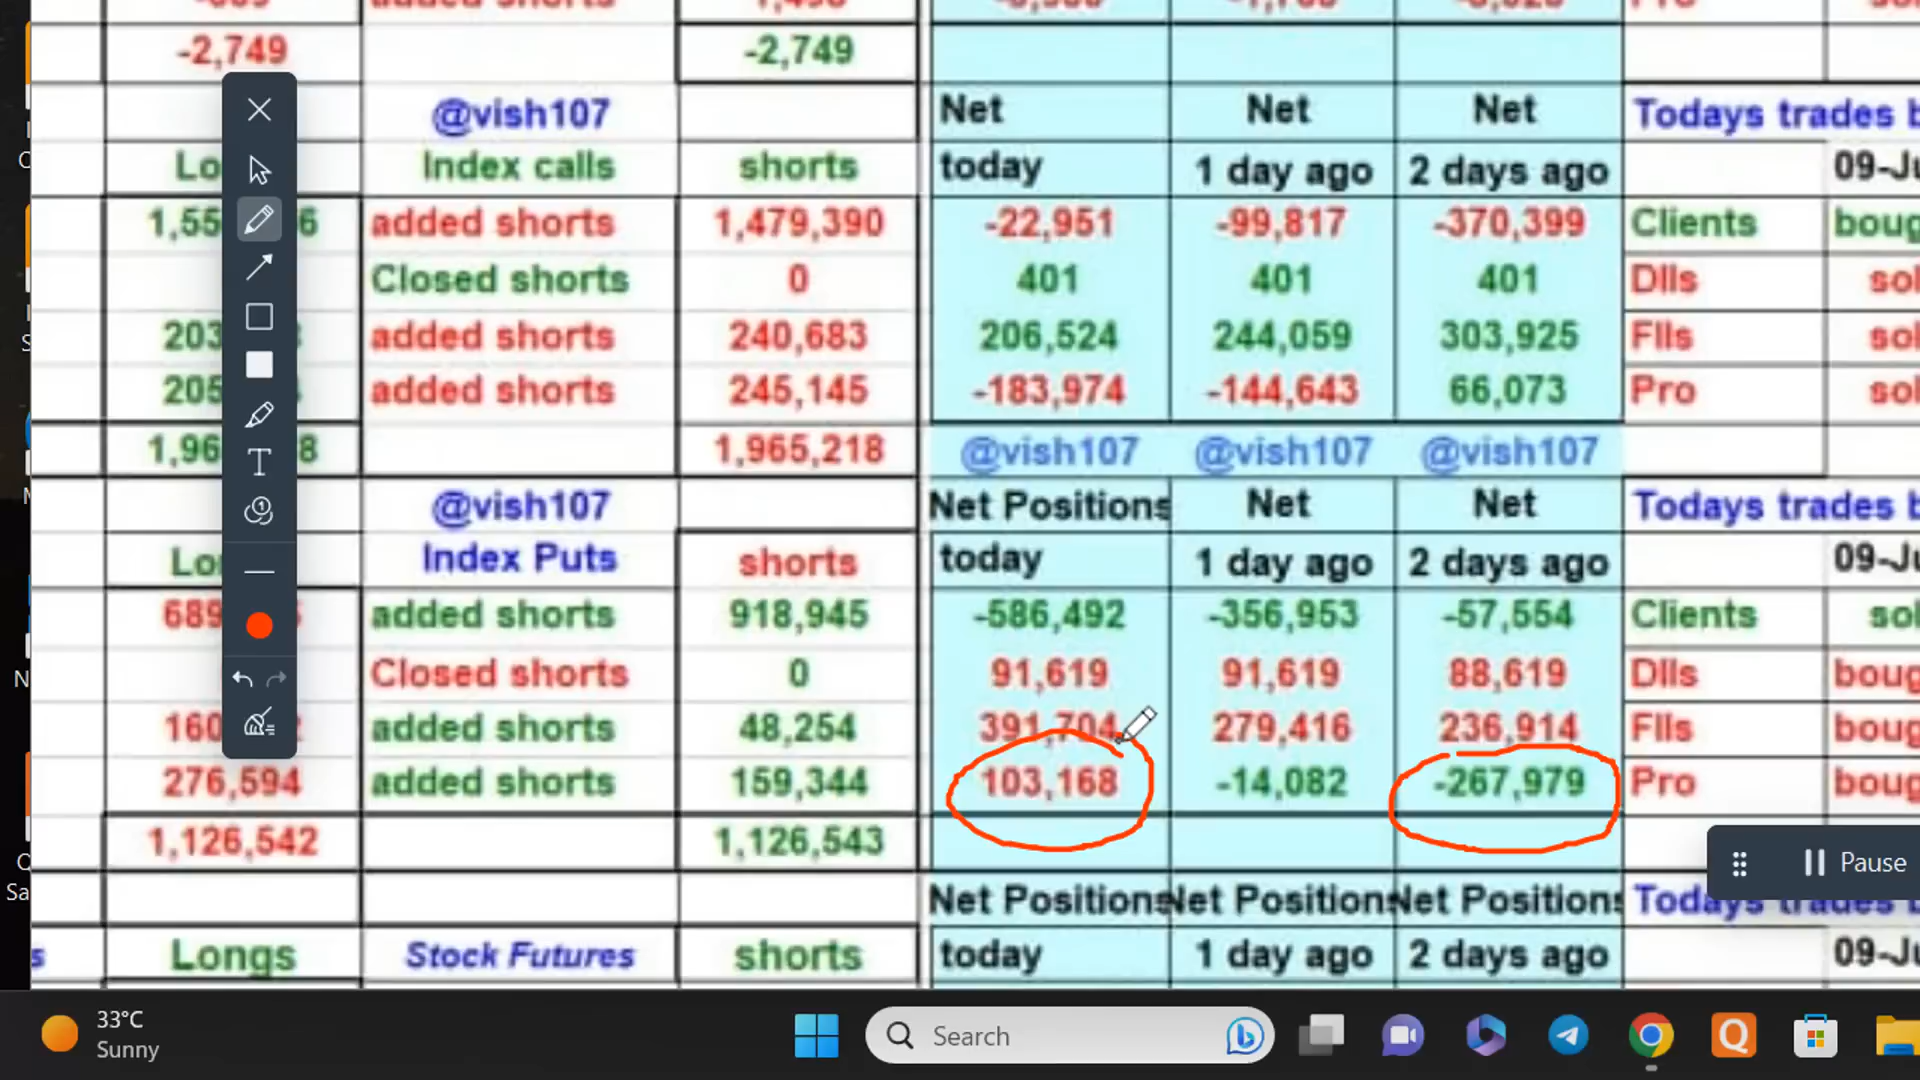 added shorts
-2,749 -2,749
@vish107 Net Net Net Todays trades b
Index calls shorts today 1 day ago 2 days ago 09-Ju
added shorts 1,479,390 -22,951 -99,817 -370,399 Clients boug
Closed shorts 0 401 401 401 DIIs sol
203 added shorts 240,683 206,524 244,059 303,925 FIIs sol
205 added shorts 245,145 -183,974 -144,643 66,073 Pro sol
1,96 8 1,965,218 @vish107 @vish107 @vish107
@vish107 Net Positions Net Net Todays trades b
Index Puts shorts today 1 day ago 2 days ago 09-Ju
689 added shorts 918,945 -586,492 -356,953 -57,554 Clients sol
Closed shorts 0 91,619 91,619 88,619 DIIs boug
160 added shorts 48,254 391,704 279,416 236,914 FIIs boug
276,594 added shorts 159,344 103,168 -14,082 -267,979 Pro boug
1,126,542 1,126,543
Net Positions Net Positions Net Positions Todays trades b
s Longs Stock Futures shorts today 1 day ago 2 days ago 09-Ju
T
Pause
33°C
Sunny
Search